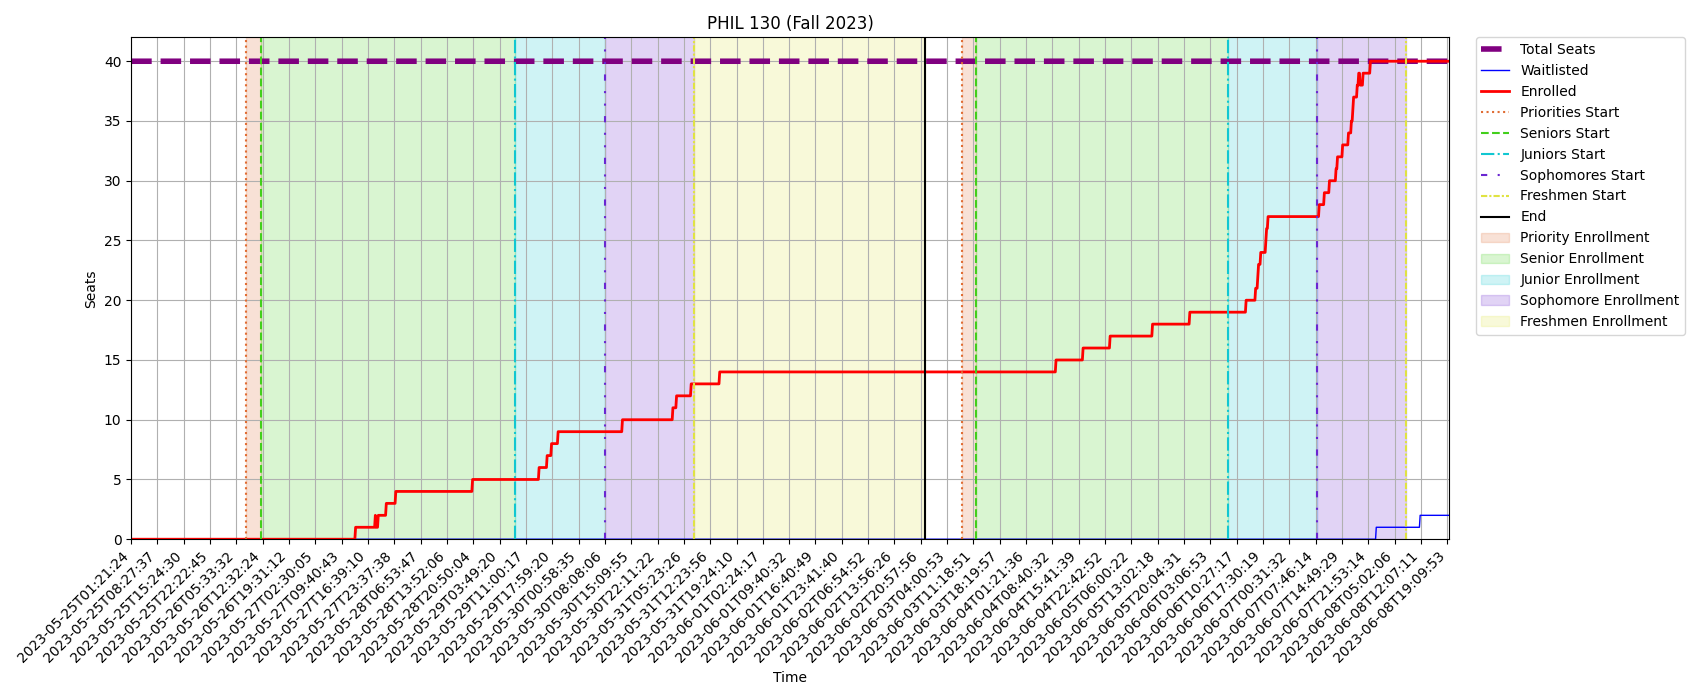 PHIL 130 (Fall 2023)
Seats
40
35
30
25
20
15
10
5
0
2023-05-25T01:21:24
2023-05-25T08:27:37
2023-05-25T15:24:30
2023-05-25T22:22:45
2023-05-26T05:33:32
2023-05-26T12:32:24
2023-05-26T19:31:12
2023-05-27T02:30:05
2023-05-27T09:40:43
2023-05-27T16:39:10
2023-05-27T23:37:38
2023-05-28T06:53:47
2023-05-28T13:52:06
2023-05-28T20:50:04
2023-05-29T03:49:20
2023-05-29T11:00:17
2023-05-29T17:59:20
2023-05-30T00:58:35
2023-05-30T08:08:06
2023-05-30T15:09:55
2023-05-30T22:11:22
2023-05-31T05:23:26
2023-05-31T12:23:56
2023-05-31T19:24:10
2023-06-01T02:24:17
2023-06-01T09:40:32
2023-06-01T16:40:49
2023-06-01T23:41:40
2023-06-02T06:54:52
2023-06-02T13:56:26
2023-06-02T20:57:56
2023-06-03T04:00:53
2023-06-03T11:18:51
2023-06-03T18:19:57
2023-06-04T01:21:36
2023-06-04T08:40:32
2023-06-04T15:41:39
2023-06-04T22:42:52
2023-06-05T06:00:22
2023-06-05T13:02:18
2023-06-05T20:04:31
2023-06-06T03:06:53
2023-06-06T10:27:17
2023-06-06T17:30:19
2023-06-07T00:31:32
2023-06-07T07:46:14
2023-06-07T14:49:29
2023-06-07T21:53:14
2023-06-08T05:02:06
2023-06-08T12:07:11
2023-06-08T19:09:53
Time
Total Seats
Waitlisted
Enrolled
Priorities Start
Seniors Start
Juniors Start
Sophomores Start
Freshmen Start
End
Priority Enrollment
Senior Enrollment
Junior Enrollment
Sophomore Enrollment
Freshmen Enrollment